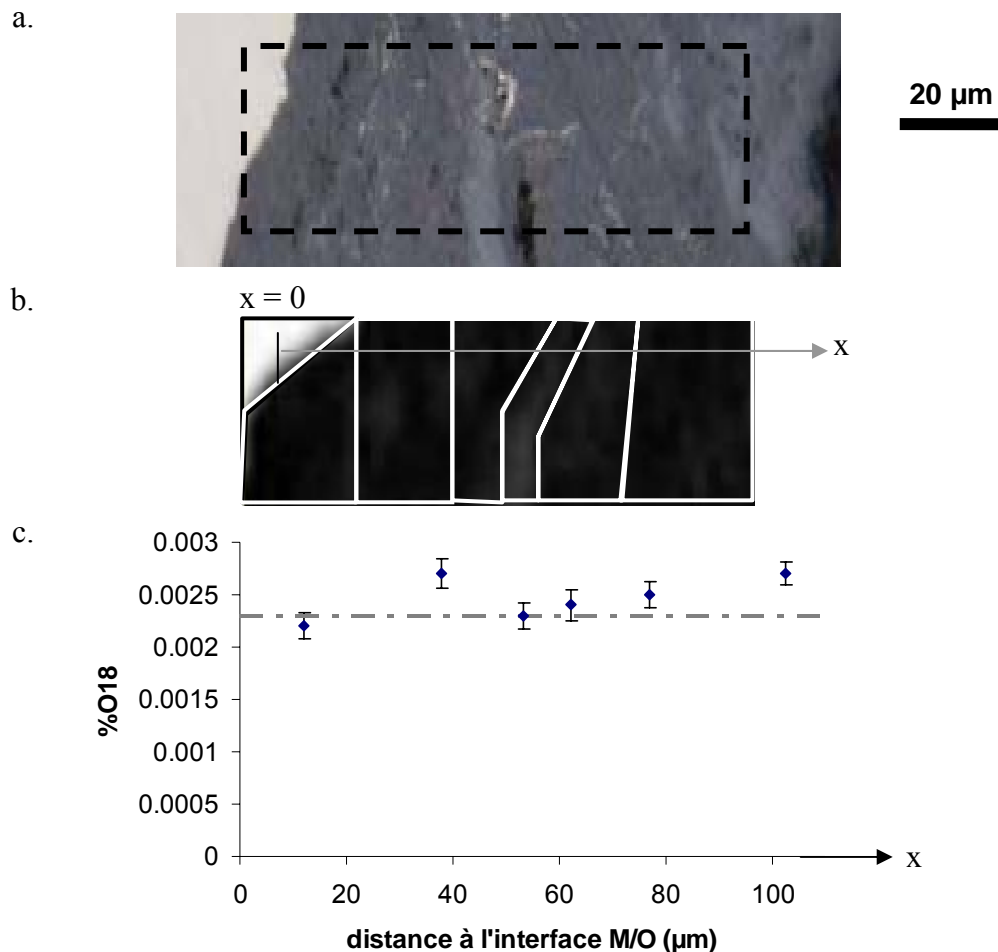 a.
20 µm
b.
x = 0
x
c.
0.003
0.0025
0.002
0.0015
0.001
0.0005
0
%O18
x
0 20 40 60 80 100
distance à l'interface M/O (µm)